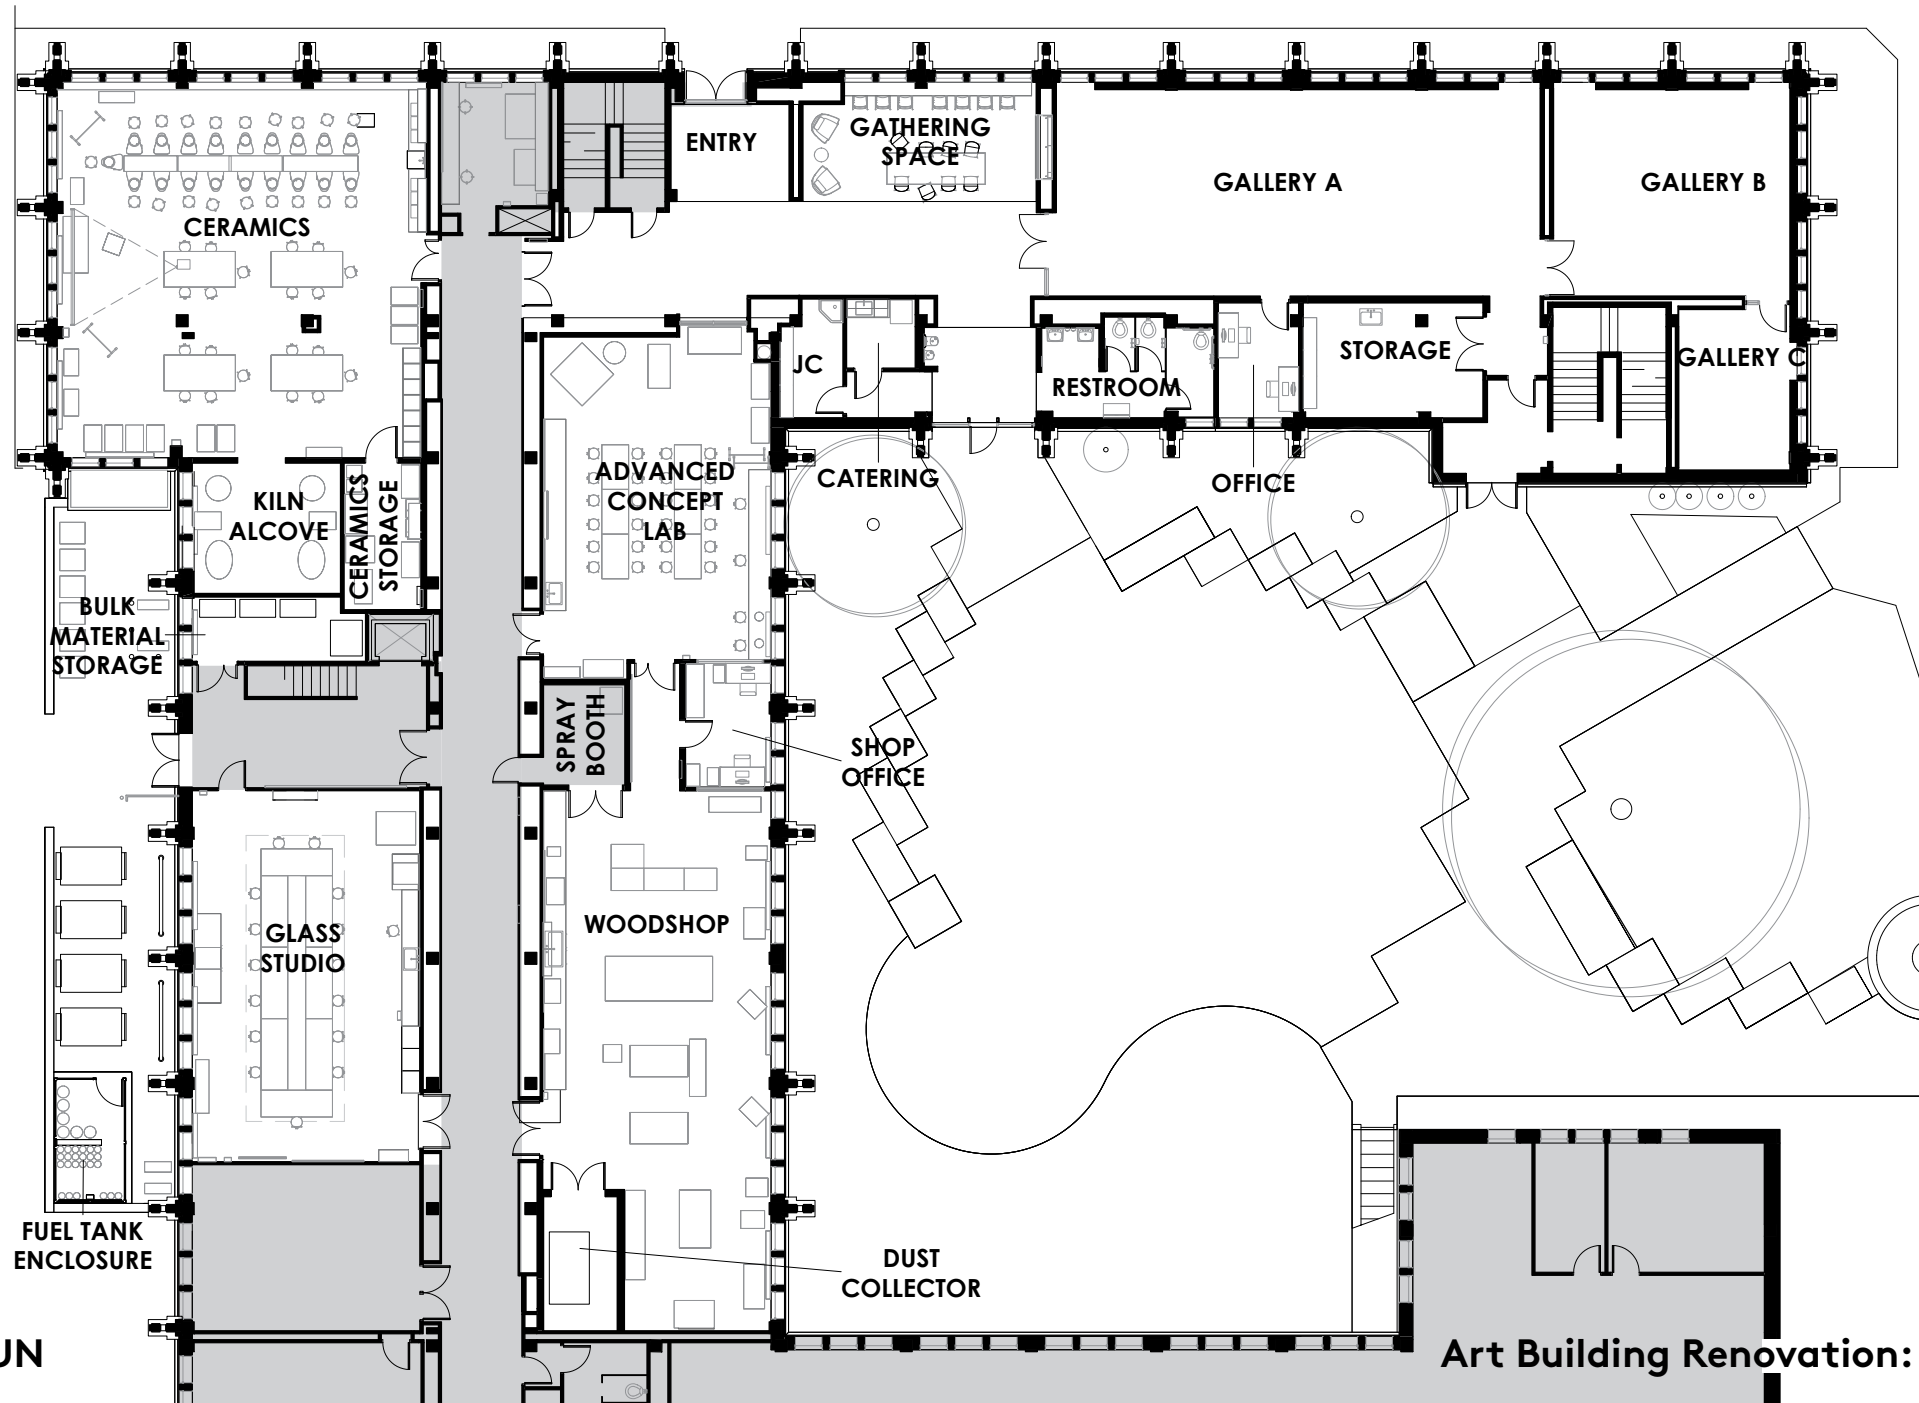 ENTRY
GATHERING
SPACE
GALLERY A
GALLERY B
CERAMICS
JC
RESTROOM
STORAGE
GALLERY C
ADVANCED
CONCEPT
LAB
CATERING
OFFICE
KILN
ALCOVE
CERAMICS
STORAGE
BULK
MATERIAL
STORAGE
SPRAY
BOOTH
SHOP
OFFICE
GLASS
STUDIO
WOODSHOP
FUEL TANK
ENCLOSURE
DUST
COLLECTOR
UN
Art Building Renovation: